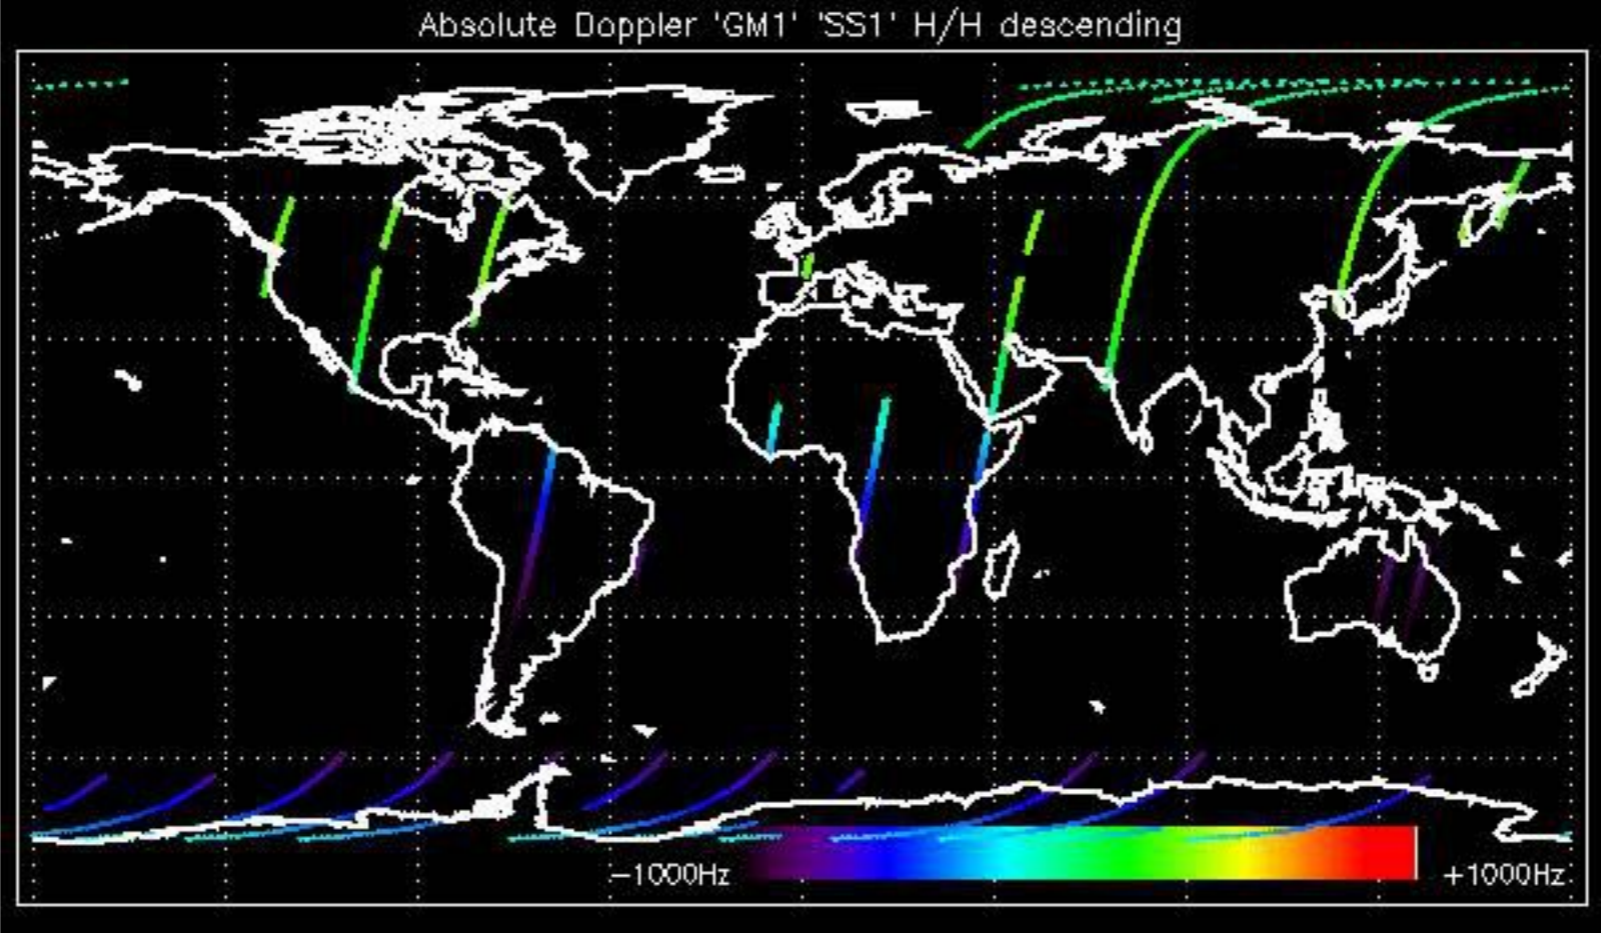 Absolute Doppler 'GM1' 'SS1' H/H descending
−1000Hz +1000Hz